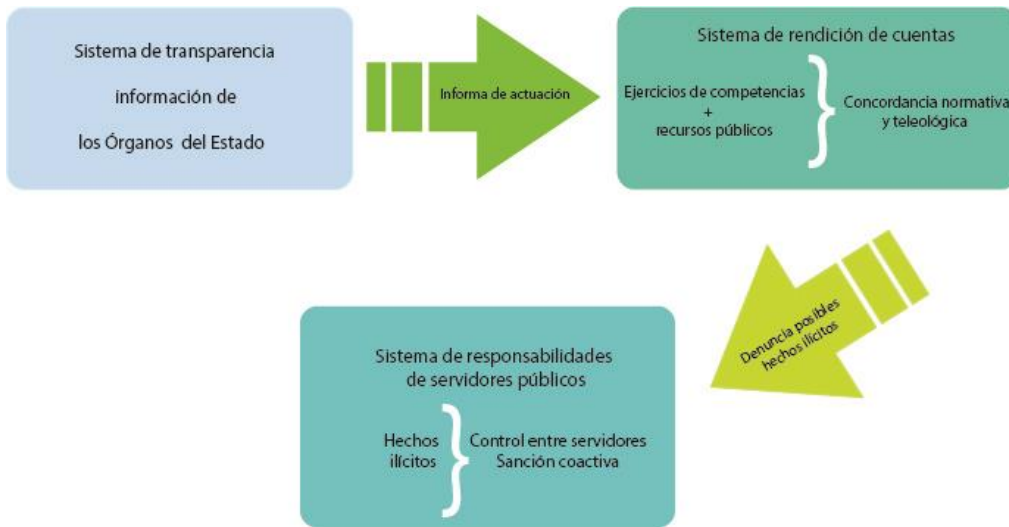 Sistema de transparencia
información de
los Órganos del Estado
Informa de actuación
Sistema de rendición de cuentas
Ejercicios de competencias
+
recursos públicos
Concordancia normativa
y teleológica
Denuncia posibles
hechos ilícitos
Sistema de responsabilidades
de servidores públicos
Hechos
ilícitos
Control entre servidores
Sanción coactiva